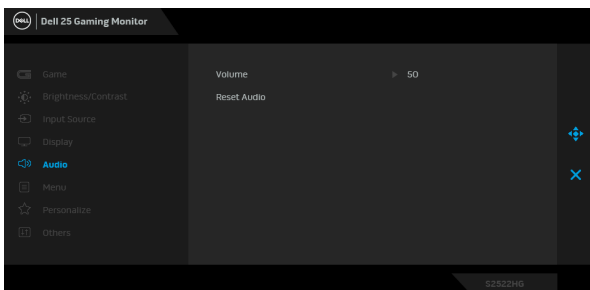 DELL
Dell 25 Gaming Monitor
Game
Brightness/Contrast
Input Source
Display
Audio
Menu
Personalize
Others
Volume 50
Reset Audio
S2522HG